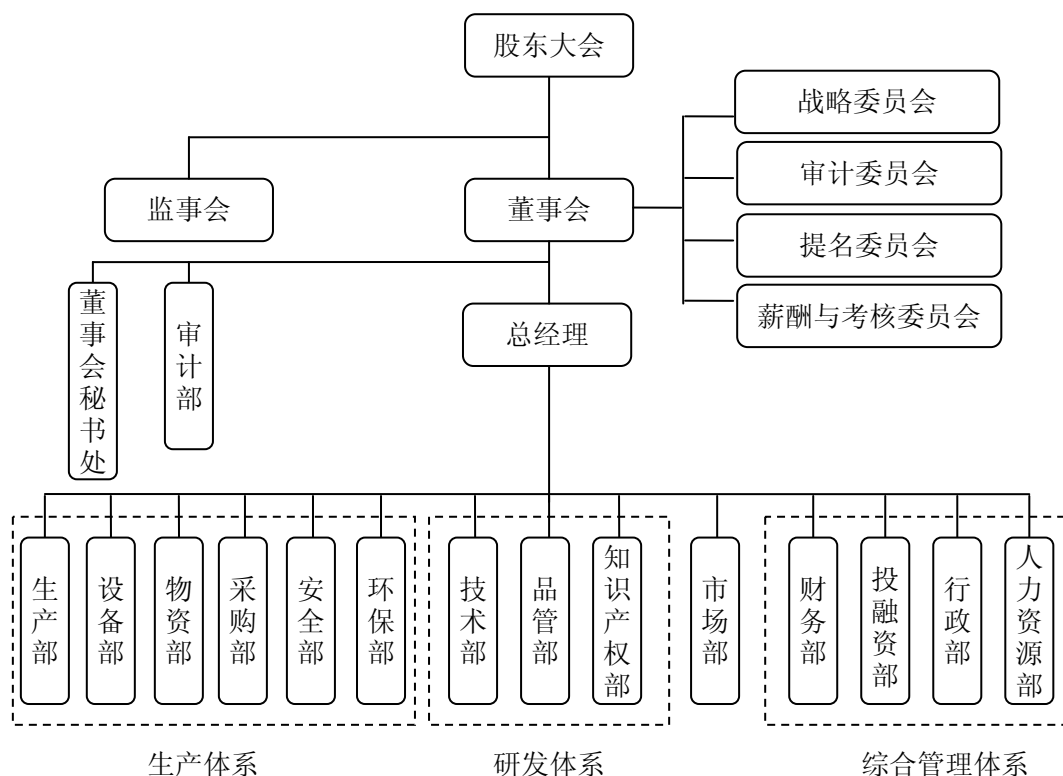 股东大会
战略委员会
审计委员会
监事会
董事会
提名委员会
薪酬与考核委员会
董事会秘书处
审计部
总经理
生产部
设备部
物资部
采购部
安全部
环保部
技术部
品管部
知识产权部
市场部
财务部
投融资部
行政部
人力资源部
生产体系
研发体系
综合管理体系